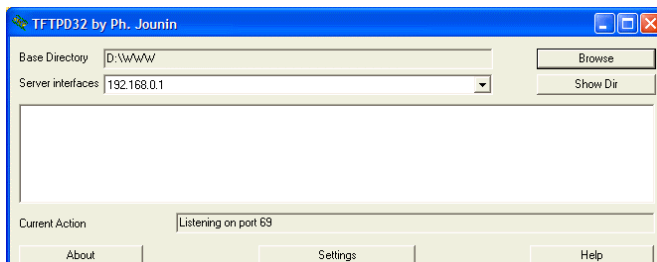 TFTPD32 by Ph. Jounin
Base Directory D:\WWW Browse
Server interfaces 192.168.0.1 Show Dir
Current Action Listening on port 69
About Settings Help